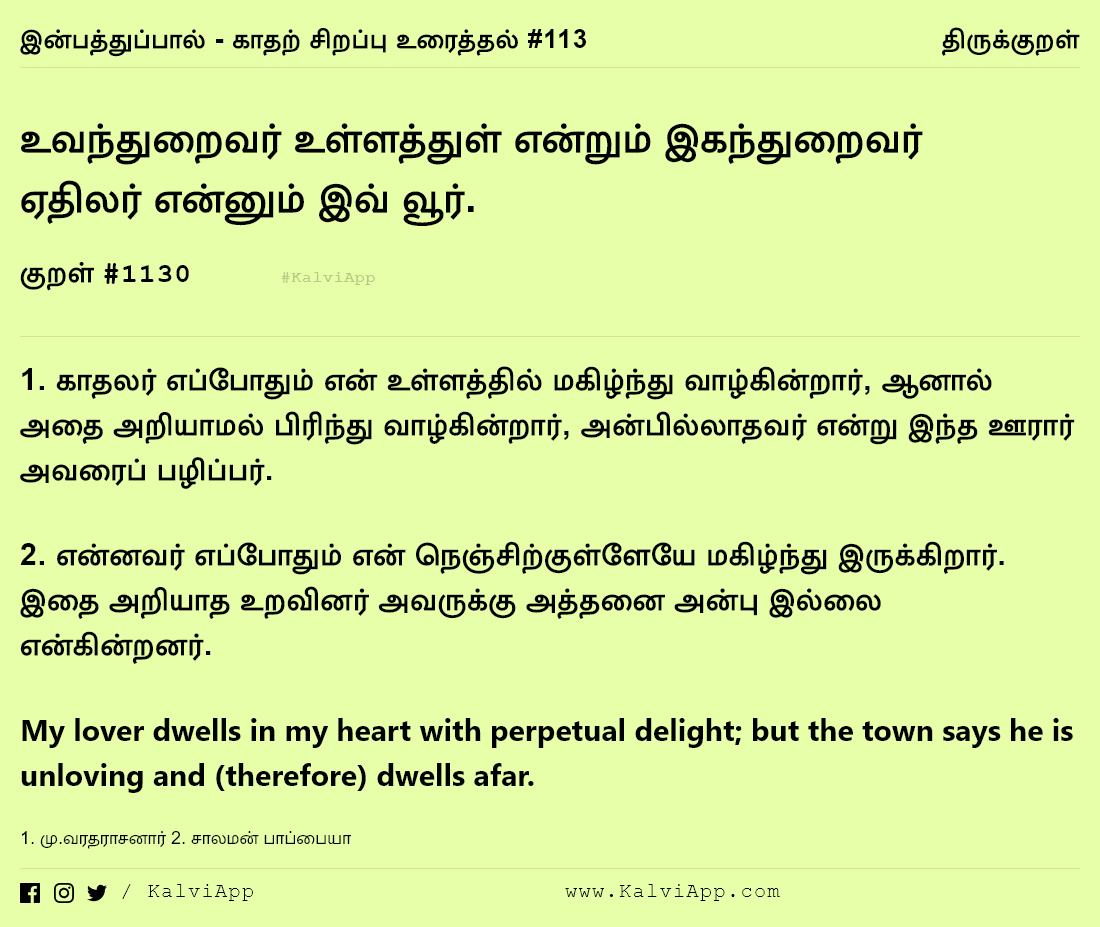 இன்பத்துப்பால் - காதற் சிறப்பு உரைத்தல் #113 திருக்குறள்
உவந்துறைவர் உள்ளத்துள் என்றும் இகந்துறைவர்
ஏதிலர் என்னும் இவ் வூர்.
குறள் #1130 #KalviApp
1. காதலர் எப்போதும் என் உள்ளத்தில் மகிழ்ந்து வாழ்கின்றார், ஆனால்
அதை அறியாமல் பிரிந்து வாழ்கின்றார், அன்பில்லாதவர் என்று இந்த ஊரார்
அவரைப் பழிப்பர்.
2. என்னவர் எப்போதும் என் நெஞ்சிற்குள்ளேயே மகிழ்ந்து இருக்கிறார்.
இதை அறியாத உறவினர் அவருக்கு அத்தனை அன்பு இல்லை
என்கின்றனர்.
My lover dwells in my heart with perpetual delight; but the town says he is
unloving and (therefore) dwells afar.
1. மு.வரதராசனார் 2. சாலமன் பாப்பையா
/ KalviApp www.KalviApp.com